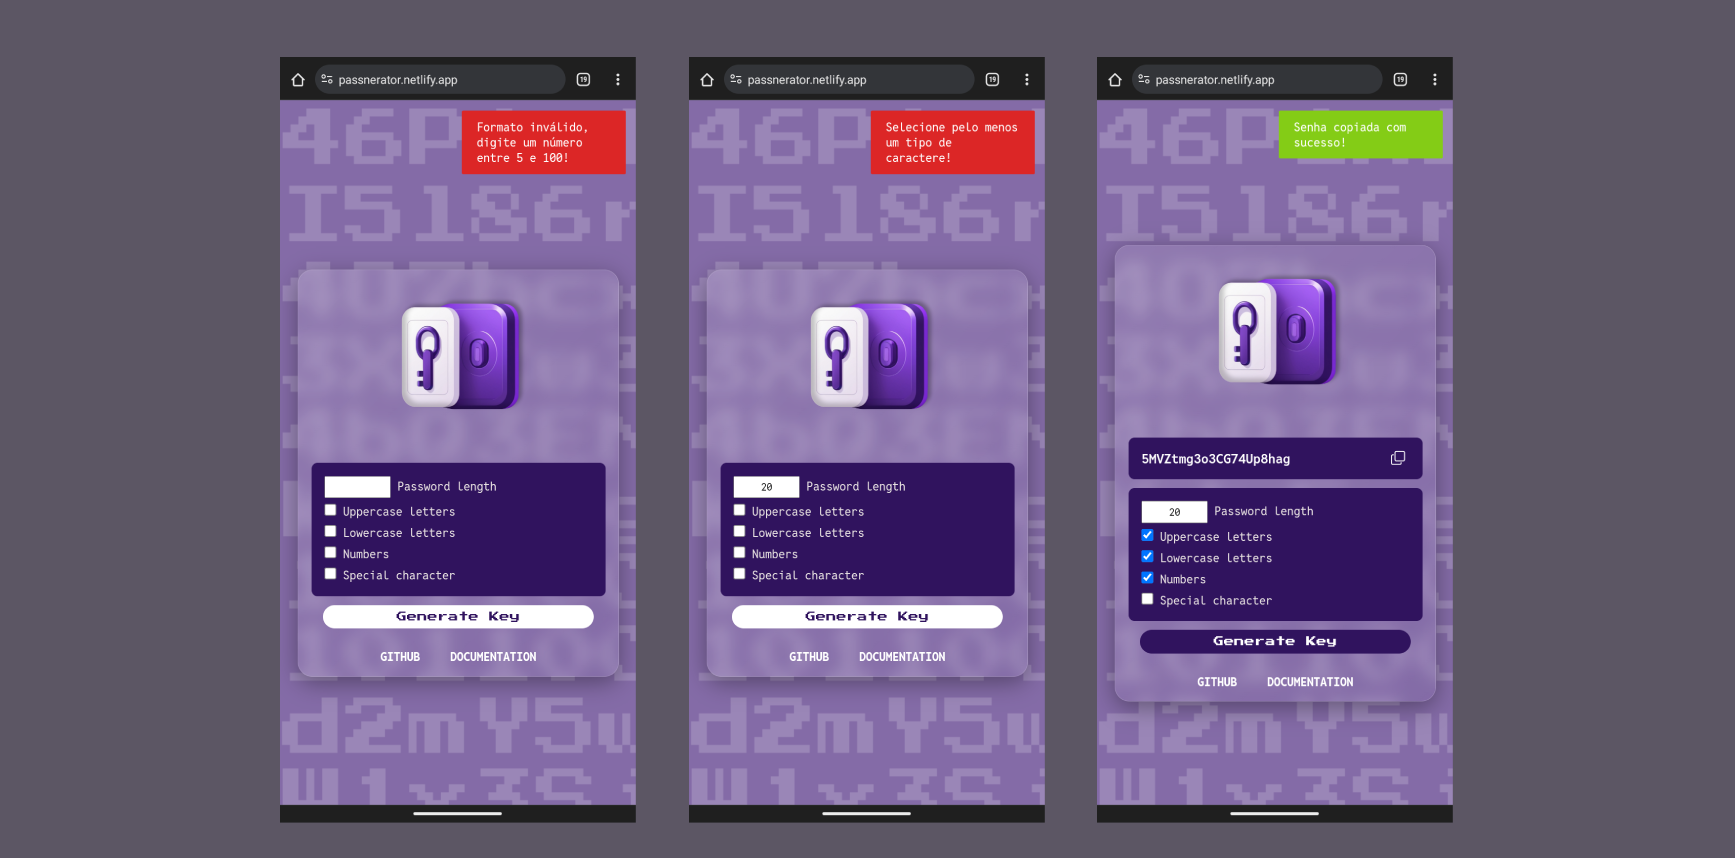 passnerator.netlify.app
19
Formato inválido,
digite um número
entre 5 e 100!
46P
I5186r
Password length
Uppercase letters
Lowercase letters
Numbers
Special character
Generate Key
GITHUB DOCUMENTATION
d2mY5u
passnerator.netlify.app
19
Selecione pelo menos
um tipo de
caractere!
46P
I5186r
20 Password length
Uppercase letters
Lowercase letters
Numbers
Special character
Generate Key
GITHUB DOCUMENTATION
d2mY5u
passnerator.netlify.app
19
Senha copiada com
sucesso!
46P
I5186r
5MVZtmg3o3CG74Up8hag
20 Password length
Uppercase letters
Lowercase letters
Numbers
Special character
Generate Key
GITHUB DOCUMENTATION
d2mY5u